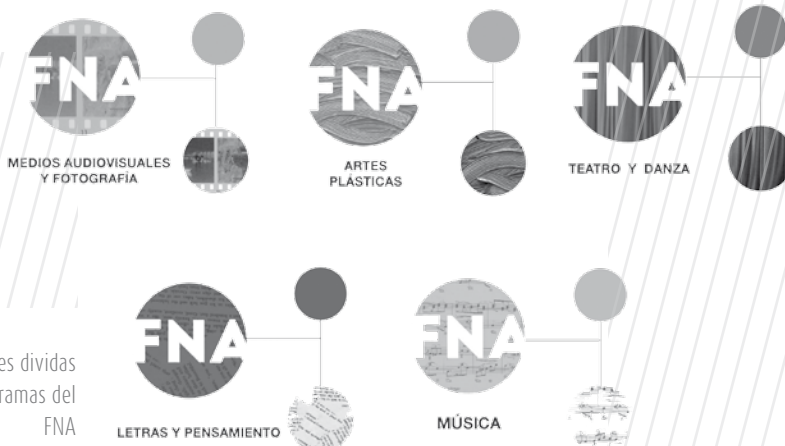 FNA
MEDIOS AUDIOVISUALES
Y FOTOGRAFÍA
FNA
ARTES
PLÁSTICAS
FNA
TEATRO Y DANZA
FNA
LETRAS Y PENSAMIENTO
FNA
MÚSICA
es dividas
ramas del
FNA